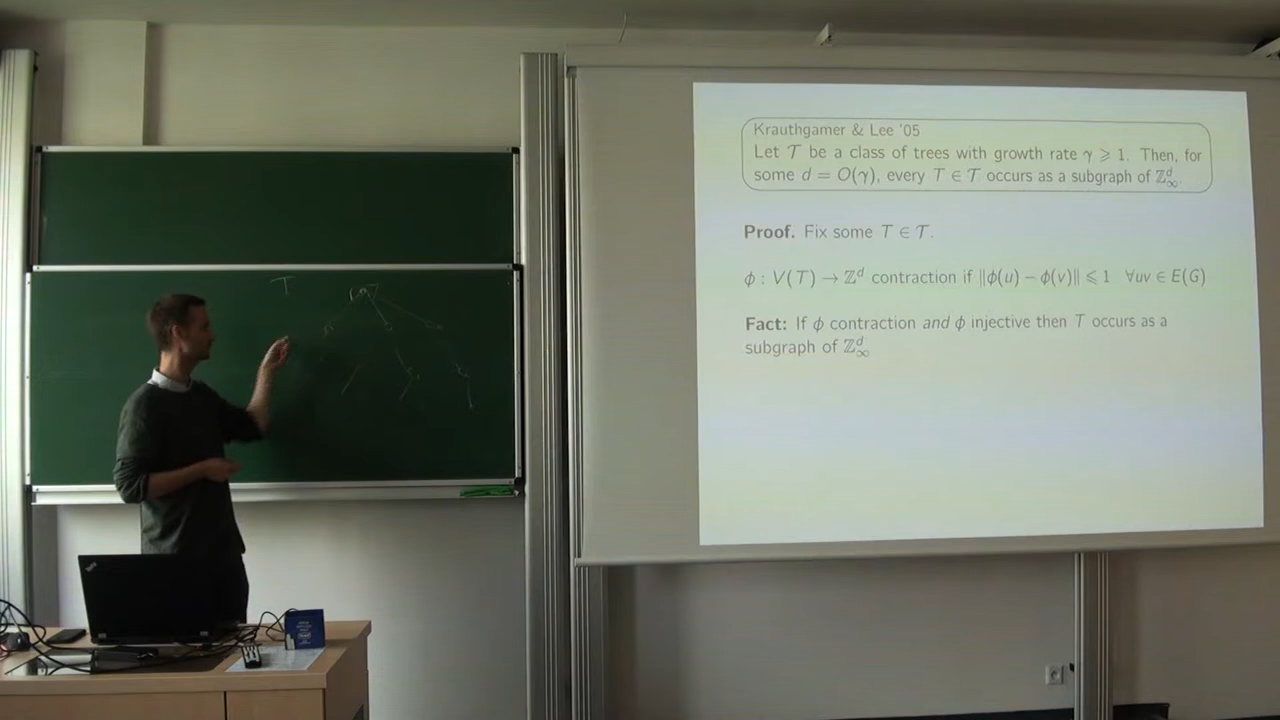 T
Krauthgamer & Lee '05
Let 𝒯 be a class of trees with growth rate γ ⩾ 1. Then, for
some d = O(γ), every T ∈ 𝒯 occurs as a subgraph of ℤ^d_∞.
Proof. Fix some T ∈ 𝒯.
ϕ : V(T) → ℤ^d contraction if ‖ϕ(u) − ϕ(v)‖ ⩽ 1 ∀uv ∈ E(G)
Fact: If ϕ contraction and ϕ injective then T occurs as a
subgraph of ℤ^d_∞